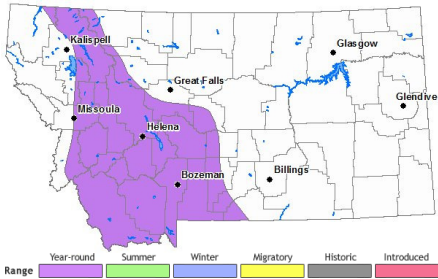 Kalispell
Glasgow
Great Falls
Glendive
Missoula
Helena
Bozeman
Billings
Year-round Summer Winter Migratory Historic Introduced
Range